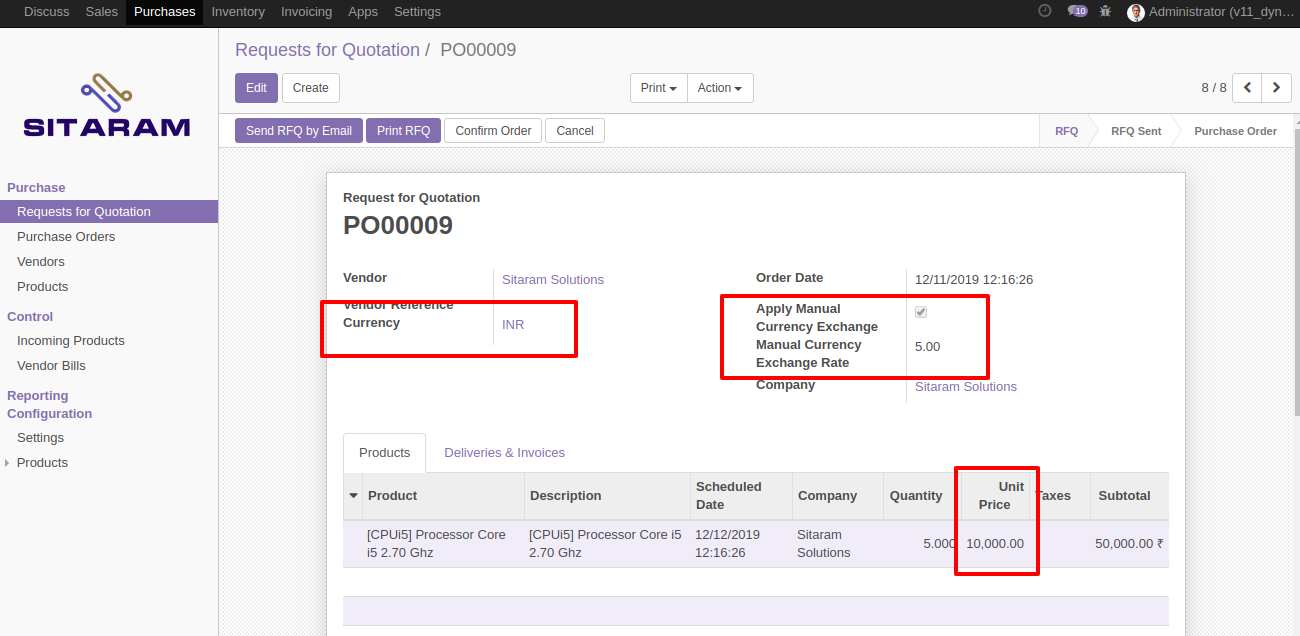 Discuss Sales Purchases Inventory Invoicing Apps Settings 10 Administrator (v11_dyn...
SITARAM
Purchase
Requests for Quotation
Purchase Orders
Vendors
Products
Control
Incoming Products
Vendor Bills
Reporting
Configuration
Settings
Products
Requests for Quotation / PO00009
Edit Create Print Action 8 / 8
Send RFQ by Email Print RFQ Confirm Order Cancel RFQ RFQ Sent Purchase Order
Request for Quotation
PO00009
Vendor Sitaram Solutions
Vendor Reference
Currency INR
Order Date 12/11/2019 12:16:26
Apply Manual
Currency Exchange
Manual Currency
Exchange Rate 5.00
Company Sitaram Solutions
Products Deliveries & Invoices
Product Description Scheduled Date Company Quantity Unit Price Taxes Subtotal
[CPUi5] Processor Core [CPUi5] Processor Core i5 12/12/2019 Sitaram 5.000 10,000.00 50,000.00 ₹
i5 2.70 Ghz 2.70 Ghz 12:16:26 Solutions